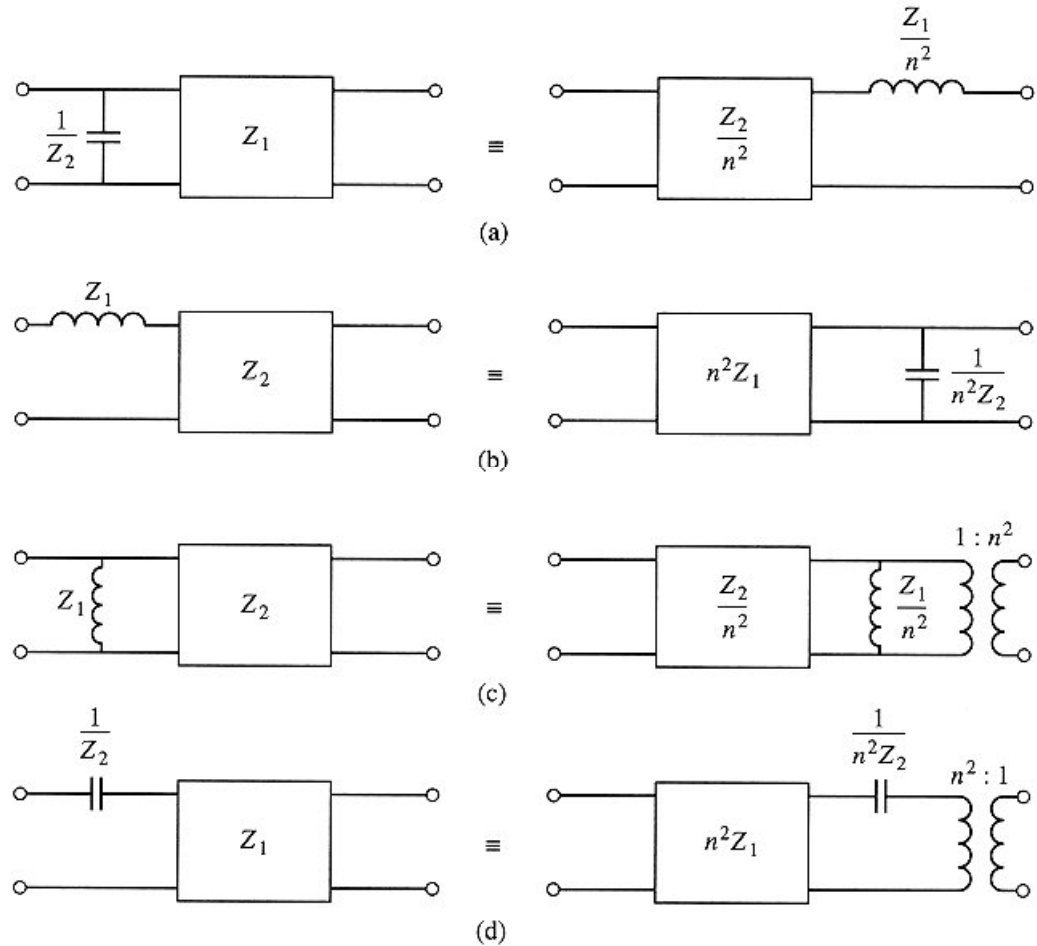 1/Z₂ Z₁ ≡ Z₂/n² Z₁/n²
(a)
Z₁ Z₂ ≡ n²Z₁ 1/n²Z₂
(b)
Z₁ Z₂ ≡ Z₂/n² Z₁/n² 1 : n²
(c)
1/Z₂ Z₁ ≡ n²Z₁ 1/n²Z₂ n² : 1
(d)